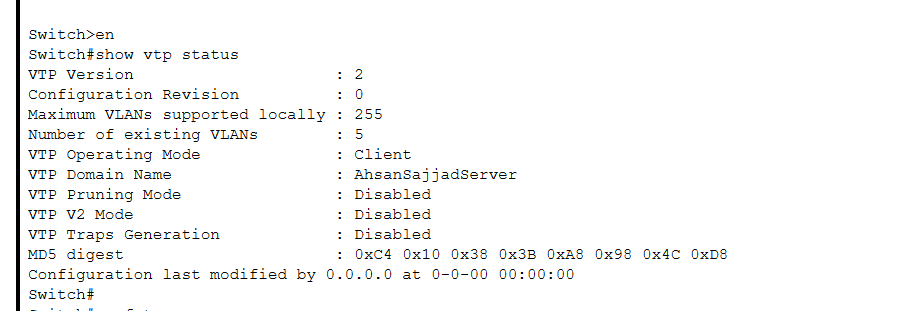 Switch>en
Switch#show vtp status
VTP Version                     : 2
Configuration Revision          : 0
Maximum VLANs supported locally : 255
Number of existing VLANs        : 5
VTP Operating Mode              : Client
VTP Domain Name                 : AhsanSajjadServer
VTP Pruning Mode                : Disabled
VTP V2 Mode                     : Disabled
VTP Traps Generation            : Disabled
MD5 digest                      : 0xC4 0x10 0x38 0x3B 0xA8 0x98 0x4C 0xD8
Configuration last modified by 0.0.0.0 at 0-0-00 00:00:00
Switch#